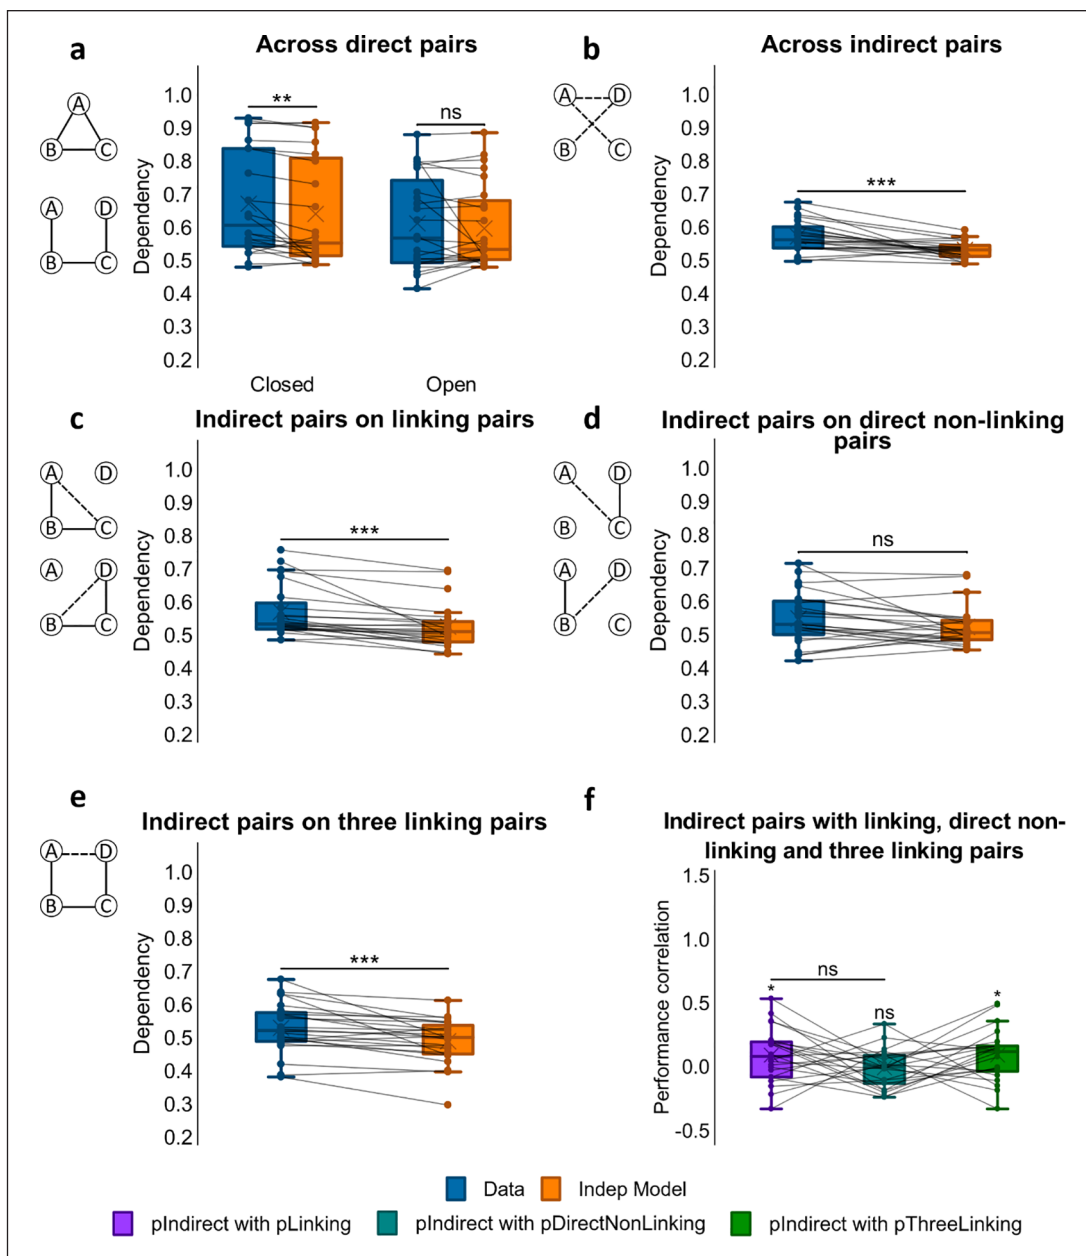 a
Across direct pairs
A
B
C
A
D
B
C
Dependency
1.0
0.9
0.8
0.7
0.6
0.5
0.4
0.3
0.2
**
ns
Closed
Open
b
Across indirect pairs
A
D
B
C
Dependency
1.0
0.9
0.8
0.7
0.6
0.5
0.4
0.3
0.2
***
c
Indirect pairs on linking pairs
A
D
B
C
A
D
B
C
Dependency
1.0
0.9
0.8
0.7
0.6
0.5
0.4
0.3
0.2
***
d
Indirect pairs on direct non-linking
pairs
A
D
B
C
A
D
B
C
Dependency
1.0
0.9
0.8
0.7
0.6
0.5
0.4
0.3
0.2
ns
e
Indirect pairs on three linking pairs
A
D
B
C
Dependency
1.0
0.9
0.8
0.7
0.6
0.5
0.4
0.3
0.2
***
f
Indirect pairs with linking, direct non-
linking and three linking pairs
Performance correlation
1.5
1.0
0.5
0.0
-0.5
ns
*
ns
*
Data
Indep Model
pIndirect with pLinking
pIndirect with pDirectNonLinking
pIndirect with pThreeLinking